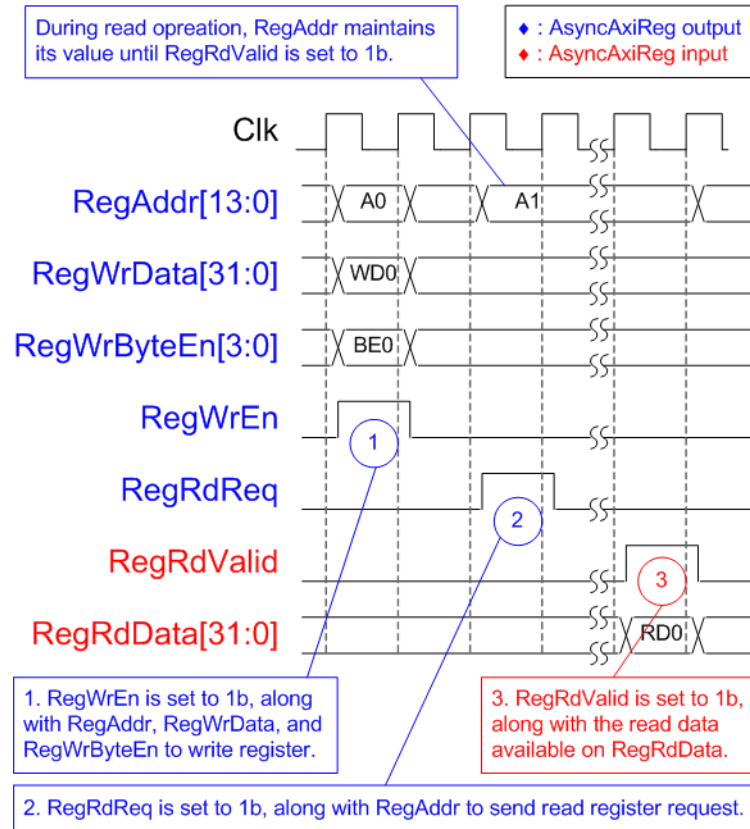 During read opreation, RegAddr maintains
its value until RegRdValid is set to 1b.
♦ : AsyncAxiReg output
♦ : AsyncAxiReg input
Clk
RegAddr[13:0]
A0
A1
RegWrData[31:0]
WD0
RegWrByteEn[3:0]
BE0
RegWrEn
1
RegRdReq
2
RegRdValid
3
RegRdData[31:0]
RD0
1. RegWrEn is set to 1b, along
with RegAddr, RegWrData, and
RegWrByteEn to write register.
3. RegRdValid is set to 1b,
along with the read data
available on RegRdData.
2. RegRdReq is set to 1b, along with RegAddr to send read register request.